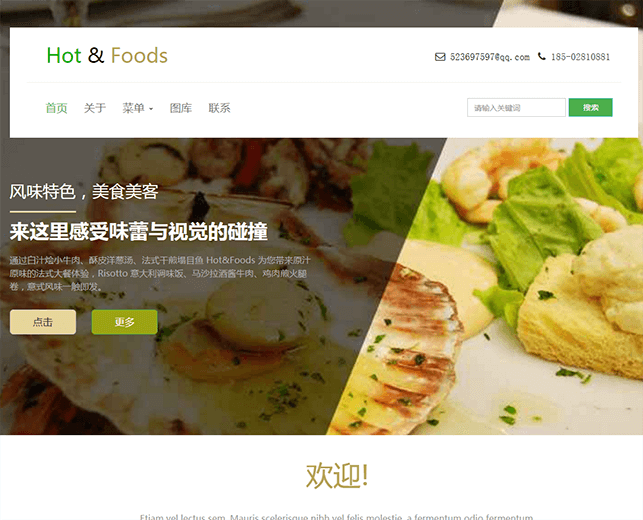 Hot & Foods
523697597@qq.com 185-02810881
首页 关于 菜单 图库 联系
请输入关键词 搜索
风味特色，美食美客
来这里感受味蕾与视觉的碰撞
通过白汁烩小牛肉、酥皮洋葱汤、法式干煎塌目鱼 Hot&Foods 为您带来原汁
原味的法式大餐体验，Risotto 意大利调味饭、马沙拉酒酱牛肉、鸡肉煎火腿
卷，意式风味一触即发。
点击 更多
欢迎!
Etiam vel lectus sem. Mauris scelerisque nibh vel felis molestie, a fermentum odio fermentum